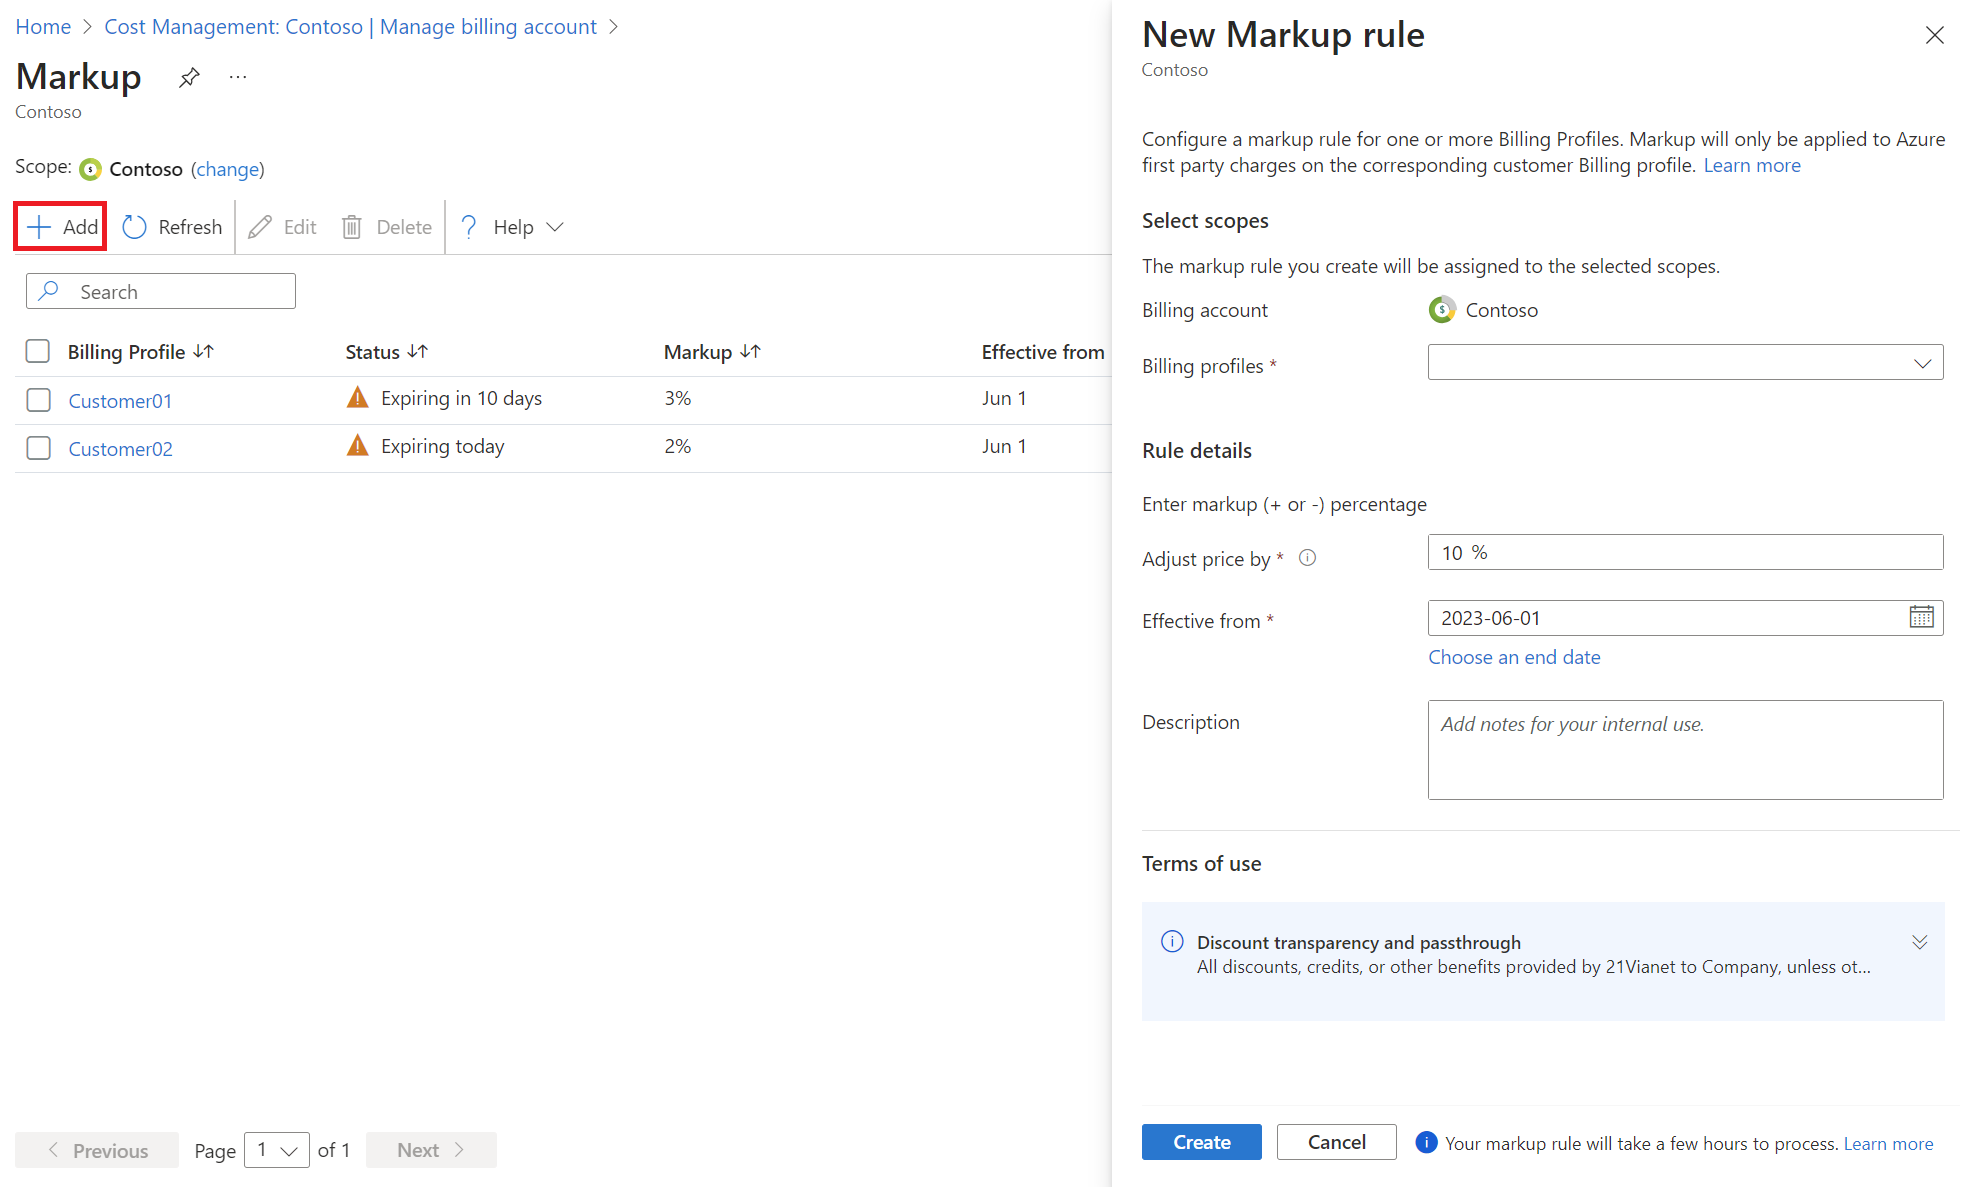 Home > Cost Management: Contoso | Manage billing account >
Markup ...
Contoso
Scope: Contoso (change)
Add Refresh Edit Delete ? Help
Search
Billing Profile Status Markup Effective from
Customer01 Expiring in 10 days 3% Jun 1
Customer02 Expiring today 2% Jun 1
< Previous Page 1 of 1 Next >
New Markup rule
Contoso
Configure a markup rule for one or more Billing Profiles. Markup will only be applied to Azure
first party charges on the corresponding customer Billing profile. Learn more
Select scopes
The markup rule you create will be assigned to the selected scopes.
Billing account Contoso
Billing profiles *
Rule details
Enter markup (+ or -) percentage
Adjust price by * 10 %
Effective from * 2023-06-01
Choose an end date
Description Add notes for your internal use.
Terms of use
Discount transparency and passthrough
All discounts, credits, or other benefits provided by 21Vianet to Company, unless ot...
Create Cancel Your markup rule will take a few hours to process. Learn more